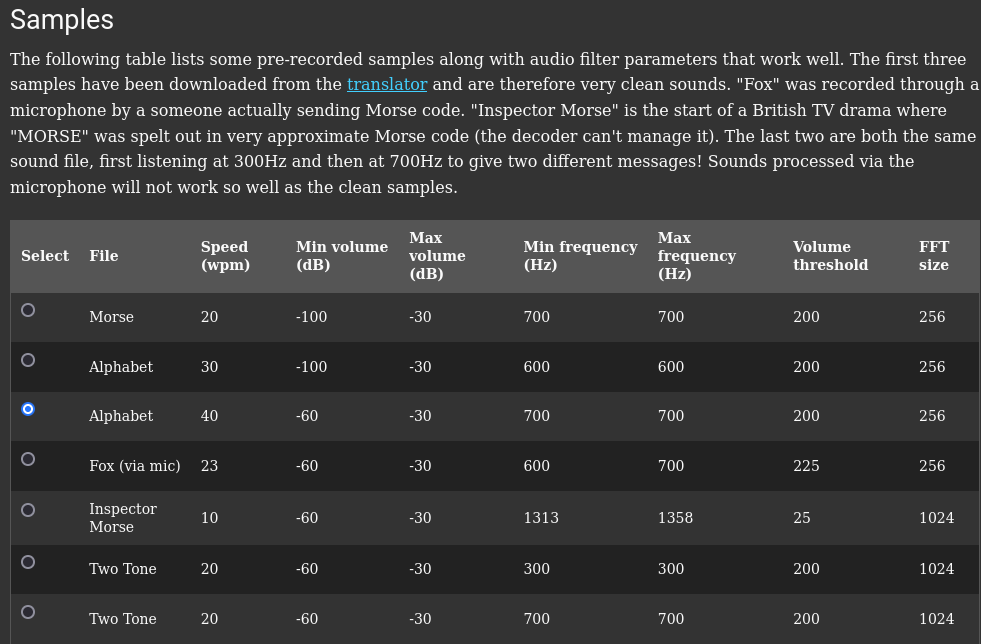 Samples
The following table lists some pre-recorded samples along with audio filter parameters that work well. The first three
samples have been downloaded from the translator and are therefore very clean sounds. "Fox" was recorded through a
microphone by a someone actually sending Morse code. "Inspector Morse" is the start of a British TV drama where
"MORSE" was spelt out in very approximate Morse code (the decoder can't manage it). The last two are both the same
sound file, first listening at 300Hz and then at 700Hz to give two different messages! Sounds processed via the
microphone will not work so well as the clean samples.
Select File Speed (wpm) Min volume (dB) Max volume (dB) Min frequency (Hz) Max frequency (Hz) Volume threshold FFT size
Morse 20 -100 -30 700 700 200 256
Alphabet 30 -100 -30 600 600 200 256
Alphabet 40 -60 -30 700 700 200 256
Fox (via mic) 23 -60 -30 600 700 225 256
Inspector Morse 10 -60 -30 1313 1358 25 1024
Two Tone 20 -60 -30 300 300 200 1024
Two Tone 20 -60 -30 700 700 200 1024